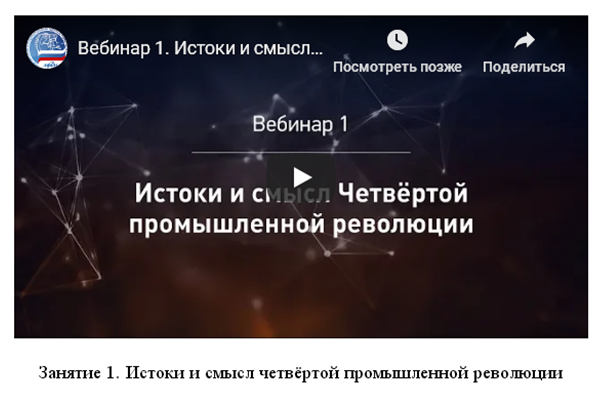 Вебинар 1. Истоки и смысл...
Посмотреть позже
Поделиться
Вебинар 1
Истоки и смысл Четвёртой
промышленной революции
Занятие 1. Истоки и смысл четвёртой промышленной революции